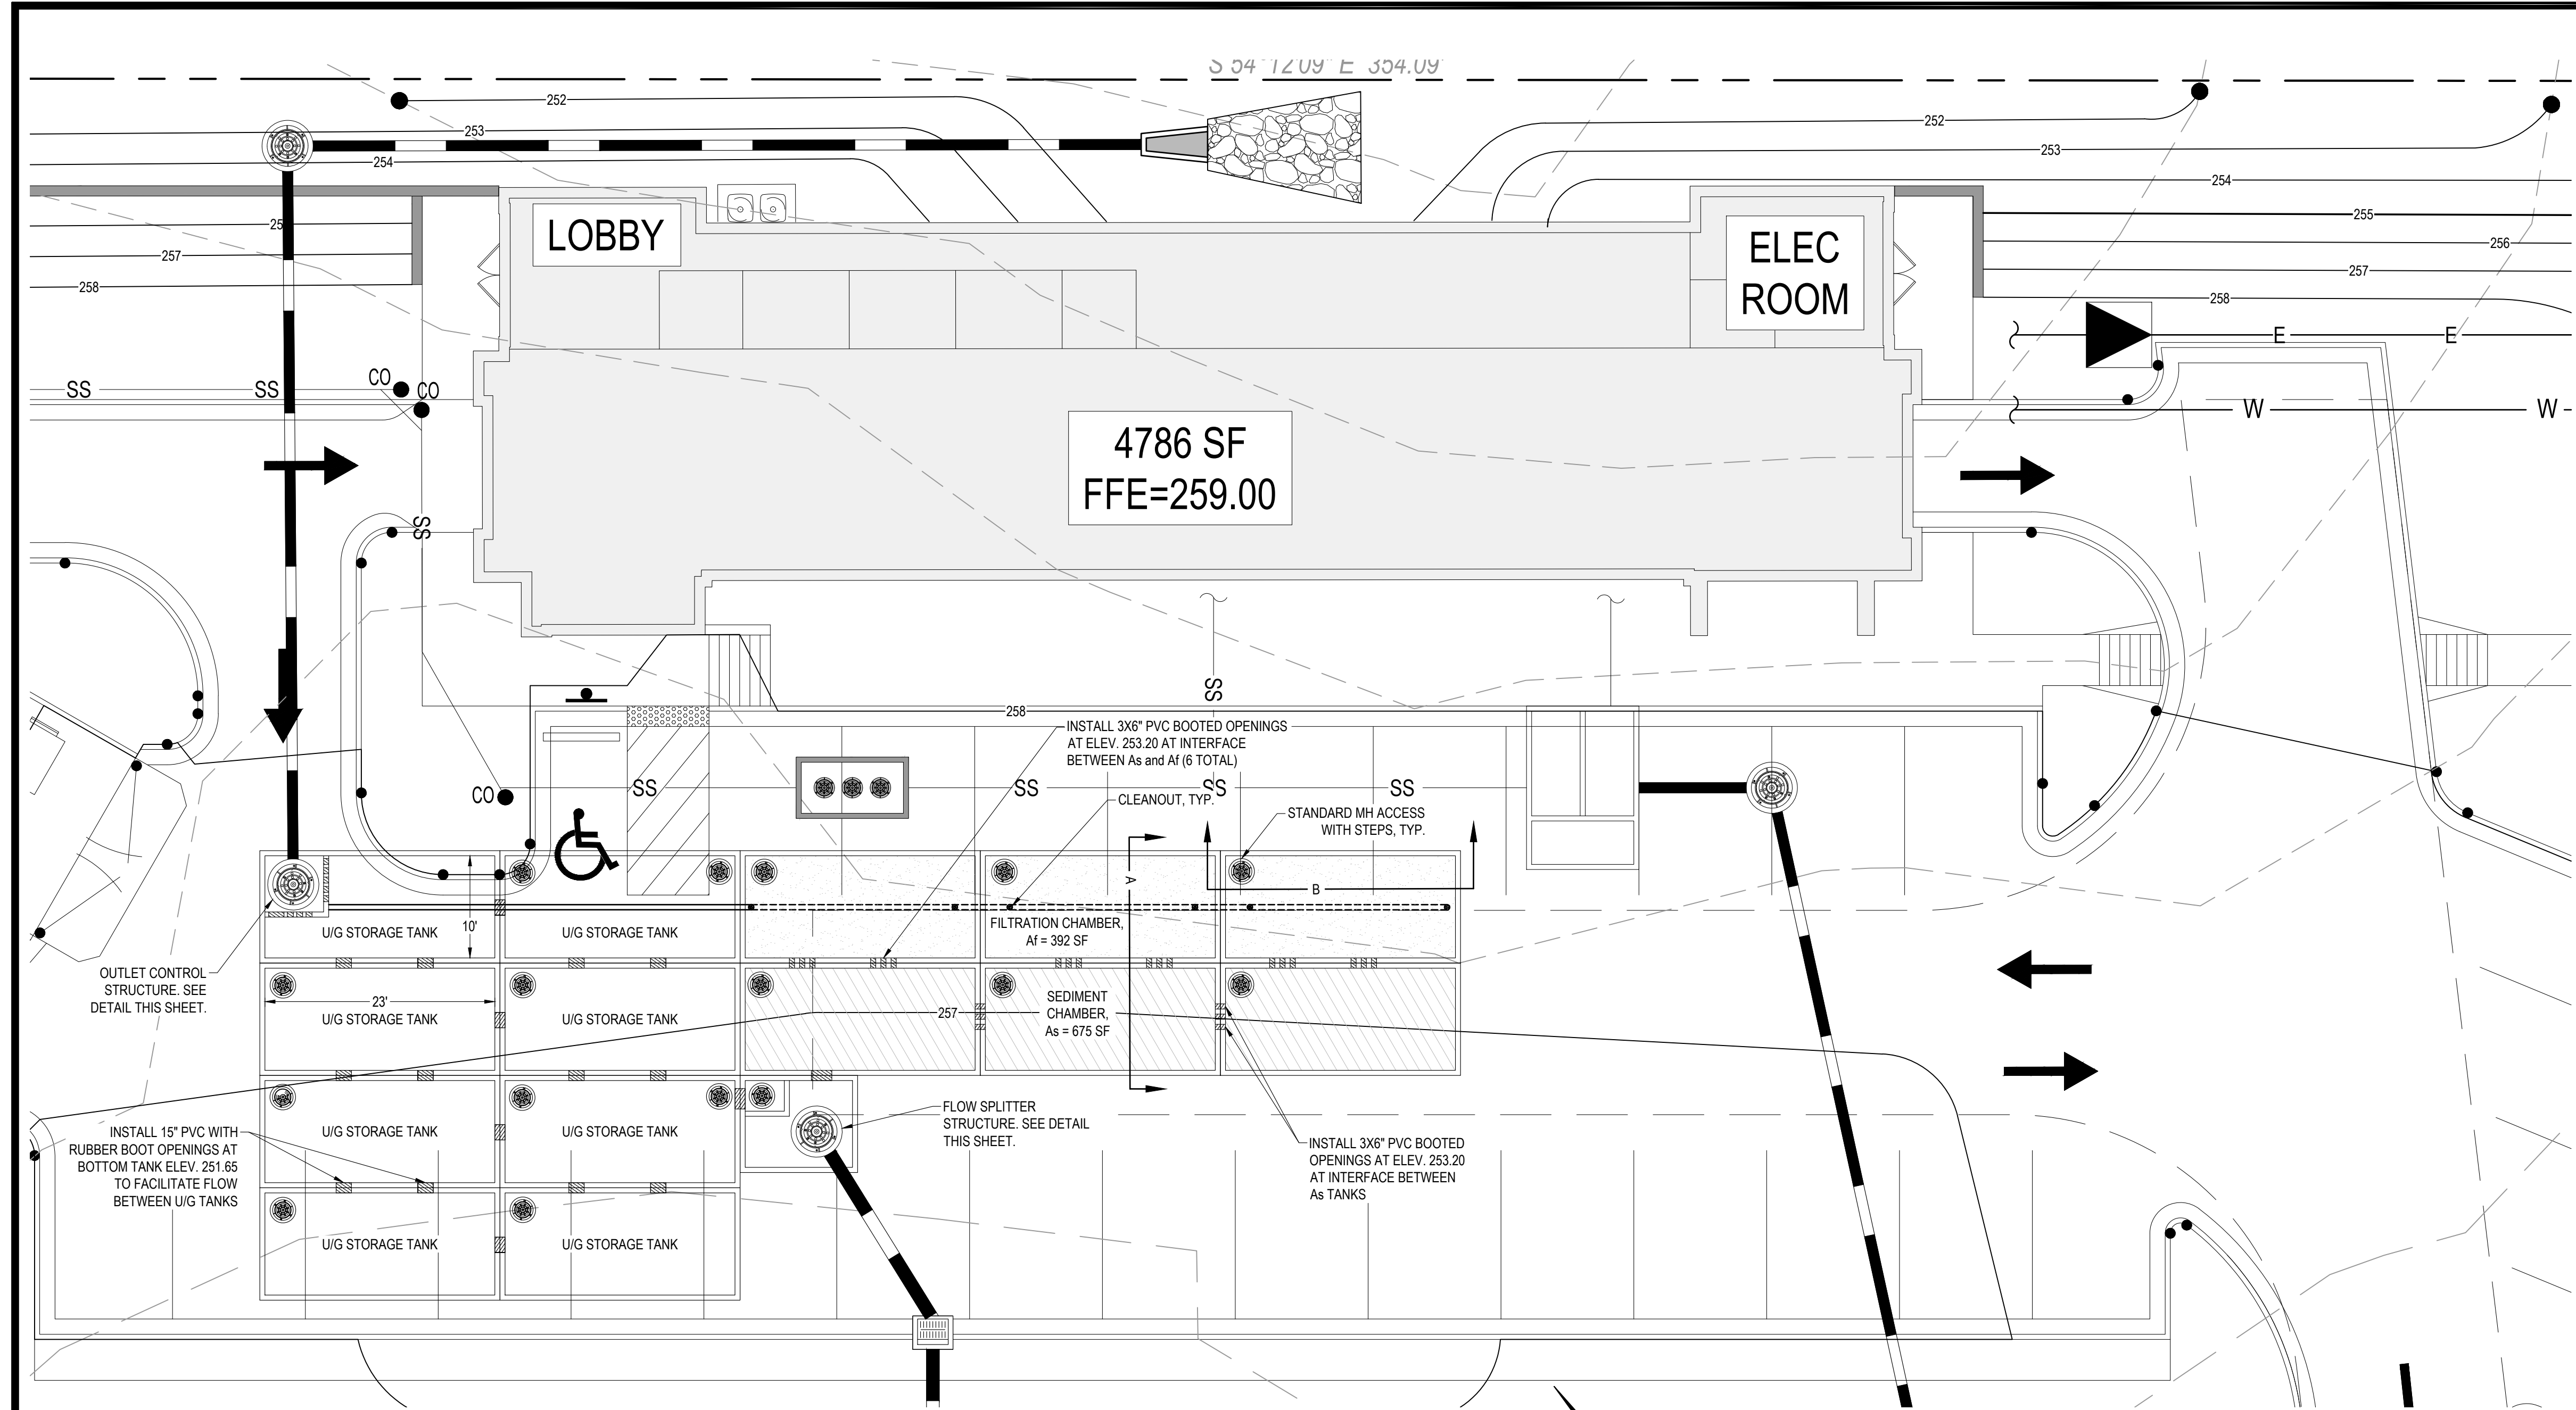 S 54°12'09" E 354.09'
252
253
254
252
253
254
257
258
255
256
257
258
LOBBY
ELEC
ROOM
E
E
W
W
SS
SS
CO
CO
SS
4786 SF
FFE=259.00
SS
258
INSTALL 3X6" PVC BOOTED OPENINGS
AT ELEV. 253.20 AT INTERFACE
BETWEEN As and Af (6 TOTAL)
CO
SS
SS
SS
SS
CLEANOUT, TYP.
STANDARD MH ACCESS
WITH STEPS, TYP.
A
B
10'
U/G STORAGE TANK
U/G STORAGE TANK
FILTRATION CHAMBER,
Af = 392 SF
OUTLET CONTROL
STRUCTURE. SEE
DETAIL THIS SHEET.
23'
U/G STORAGE TANK
U/G STORAGE TANK
257
SEDIMENT
CHAMBER,
As = 675 SF
INSTALL 15" PVC WITH
RUBBER BOOT OPENINGS AT
BOTTOM TANK ELEV. 251.65
TO FACILITATE FLOW
BETWEEN U/G TANKS
U/G STORAGE TANK
U/G STORAGE TANK
FLOW SPLITTER
STRUCTURE. SEE DETAIL
THIS SHEET.
INSTALL 3X6" PVC BOOTED
OPENINGS AT ELEV. 253.20
AT INTERFACE BETWEEN
As TANKS
U/G STORAGE TANK
U/G STORAGE TANK